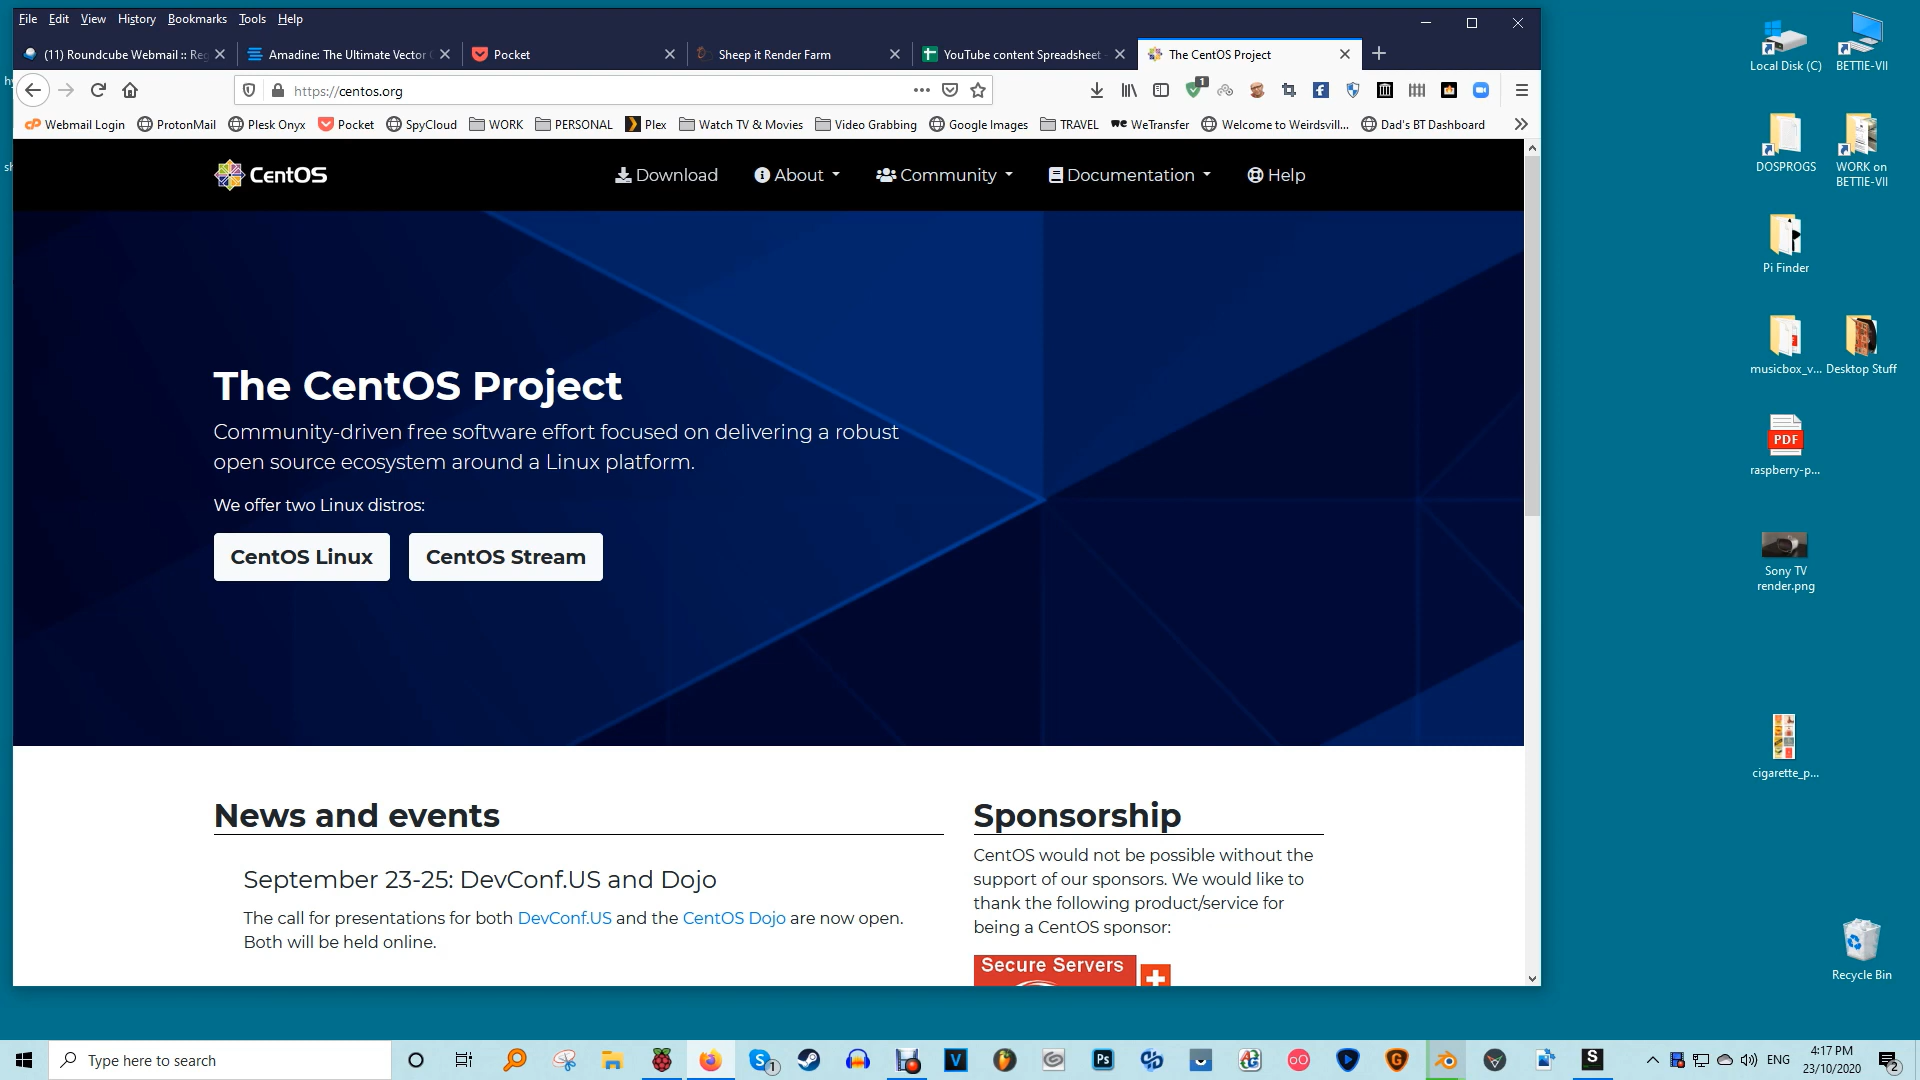 File Edit View History Bookmarks Tools Help
(11) Roundcube Webmail :: Reg
Amadine: The Ultimate Vector
Pocket
Sheep it Render Farm
YouTube content Spreadsheet
The CentOS Project
https://centos.org
1
Webmail Login ProtonMail Plesk Onyx Pocket SpyCloud WORK PERSONAL Plex Watch TV & Movies Video Grabbing Google Images TRAVEL WeTransfer Welcome to Weirdsvill... Dad's BT Dashboard
CentOS
Download About Community Documentation Help
The CentOS Project
Community-driven free software effort focused on delivering a robust
open source ecosystem around a Linux platform.
We offer two Linux distros:
CentOS Linux CentOS Stream
News and events
September 23-25: DevConf.US and Dojo
The call for presentations for both DevConf.US and the CentOS Dojo are now open.
Both will be held online.
Sponsorship
CentOS would not be possible without the
support of our sponsors. We would like to
thank the following product/service for
being a CentOS sponsor:
Secure Servers
Local Disk (C) BETTIE-VII
DOSPROGS
WORK on
BETTIE-VII
Pi Finder
musicbox_v... Desktop Stuff
PDF
raspberry-p...
Sony TV
render.png
cigarette_p...
Recycle Bin
Type here to search
1
Ps
ENG
4:17 PM
23/10/2020
2